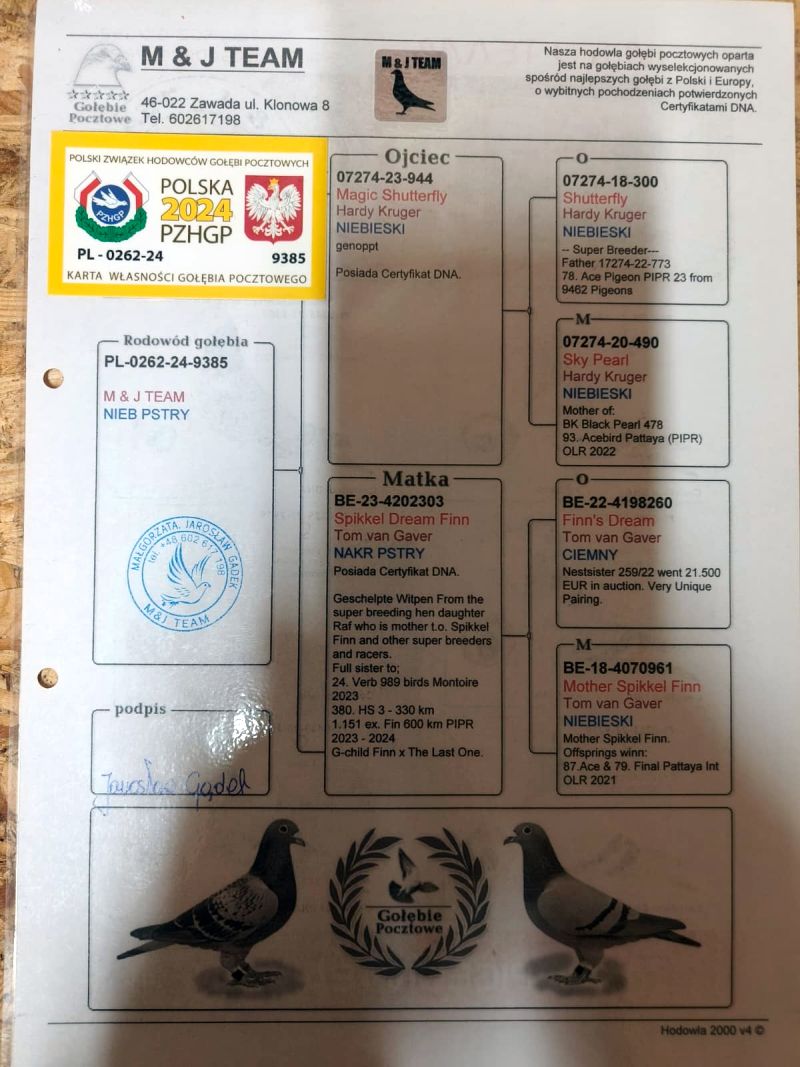 M & J TEAM
Gołębie
Pocztowe
46-022 Zawada ul. Klonowa 8
Tel. 602617198
M & J TEAM
Nasza hodowla gołębi pocztowych oparta
jest na gołębiach wyselekcjonowanych
spośród najlepszych gołębi z Polski i Europy,
o wybitnych pochodzeniach potwierdzonych
Certyfikatami DNA.
POLSKI ZWIĄZEK HODOWCÓW GOŁĘBI POCZTOWYCH
PZHGP
POLSKA
2024
PZHGP
PL - 0262-24
9385
KARTA WŁASNOŚCI GOŁĘBIA POCZTOWEGO
Rodowód gołębia
PL-0262-24-9385
M & J TEAM
NIEB PSTRY
MAŁGORZATA, JAROSŁAW GĄDEK
tel. +48 602 617 198
M&J TEAM
podpis
Jarosław Gądek
Ojciec
07274-23-944
Magic Shutterfly
Hardy Kruger
NIEBIESKI
genoppt
Posiada Certyfikat DNA.
Matka
BE-23-4202303
Spikkel Dream Finn
Tom van Gaver
NAKR PSTRY
Posiada Certyfikat DNA.
Geschelpte Witpen From the
super breeding hen daughter
Raf who is mother t.o. Spikkel
Finn and other super breeders
and racers.
Full sister to;
24. Verb 989 birds Montoire
2023
380. HS 3 - 330 km
1.151 ex. Fin 600 km PIPR
2023 - 2024
G-child Finn x The Last One.
O
07274-18-300
Shutterfly
Hardy Kruger
NIEBIESKI
-- Super Breeder---
Father 17274-22-773
78. Ace Pigeon PIPR 23 from
9462 Pigeons
M
07274-20-490
Sky Pearl
Hardy Kruger
NIEBIESKI
Mother of:
BK Black Pearl 478
93. Acebird Pattaya (PIPR)
OLR 2022
O
BE-22-4198260
Finn's Dream
Tom van Gaver
CIEMNY
Nestsister 259/22 went 21.500
EUR in auction. Very Unique
Pairing.
M
BE-18-4070961
Mother Spikkel Finn
Tom van Gaver
NIEBIESKI
Mother Spikkel Finn.
Offsprings winn:
87.Ace & 79. Final Pattaya Int
OLR 2021
Gołębie
Pocztowe
Hodowla 2000 v4 ©